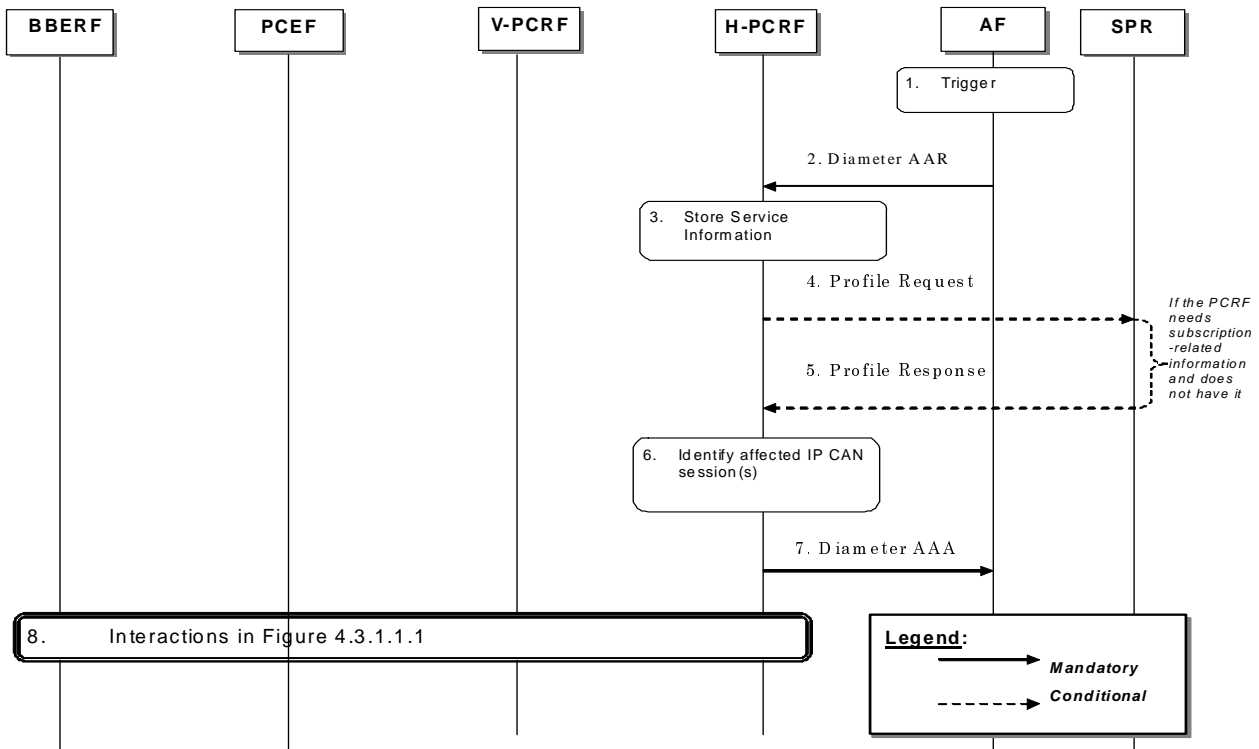 BBERF
PCEF
V-PCRF
H-PCRF
AF
SPR
1. Trigger
2. Diameter AAR
3. Store Service
Information
4. Profile Request
If the PCRF
needs
subscription
-related
information
and does
not have it
5. Profile Response
6. Identify affected IP CAN
session(s)
7. Diameter AAA
8. Interactions in Figure 4.3.1.1.1
Legend:
Mandatory
Conditional